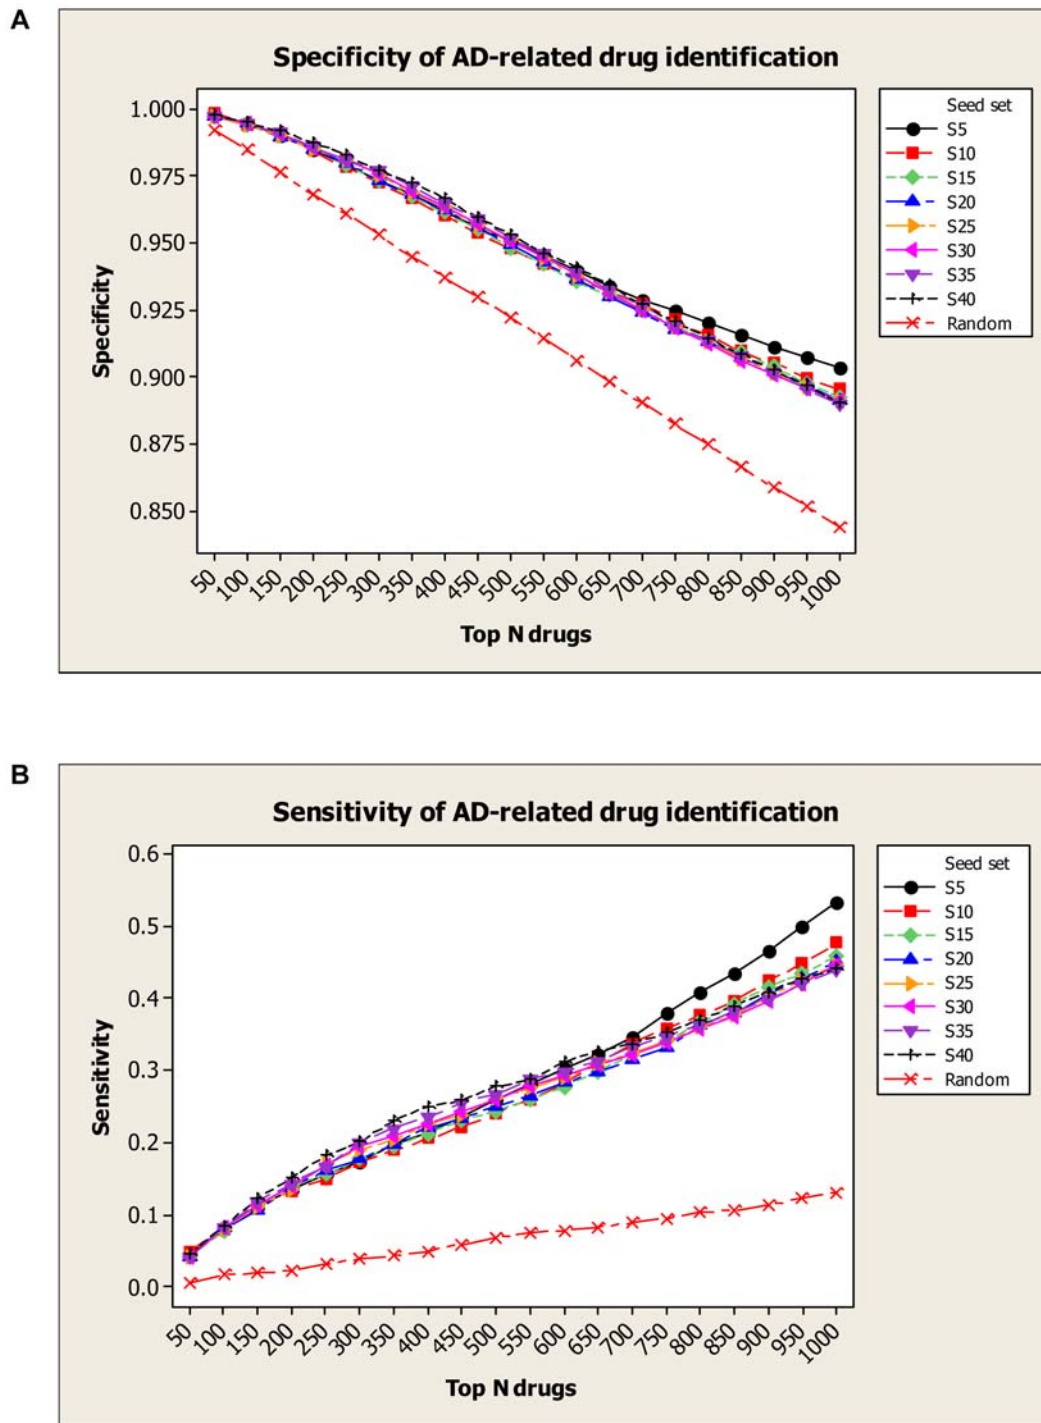 A
Specificity of AD-related drug identification
1.000
0.975
0.950
0.925
0.900
0.875
0.850
Specificity
50
100
150
200
250
300
350
400
450
500
550
600
650
700
750
800
850
900
950
1000
Top N drugs
Seed set
S5
S10
S15
S20
S25
S30
S35
S40
Random
B
Sensitivity of AD-related drug identification
0.6
0.5
0.4
0.3
0.2
0.1
0.0
Sensitivity
50
100
150
200
250
300
350
400
450
500
550
600
650
700
750
800
850
900
950
1000
Top N drugs
Seed set
S5
S10
S15
S20
S25
S30
S35
S40
Random